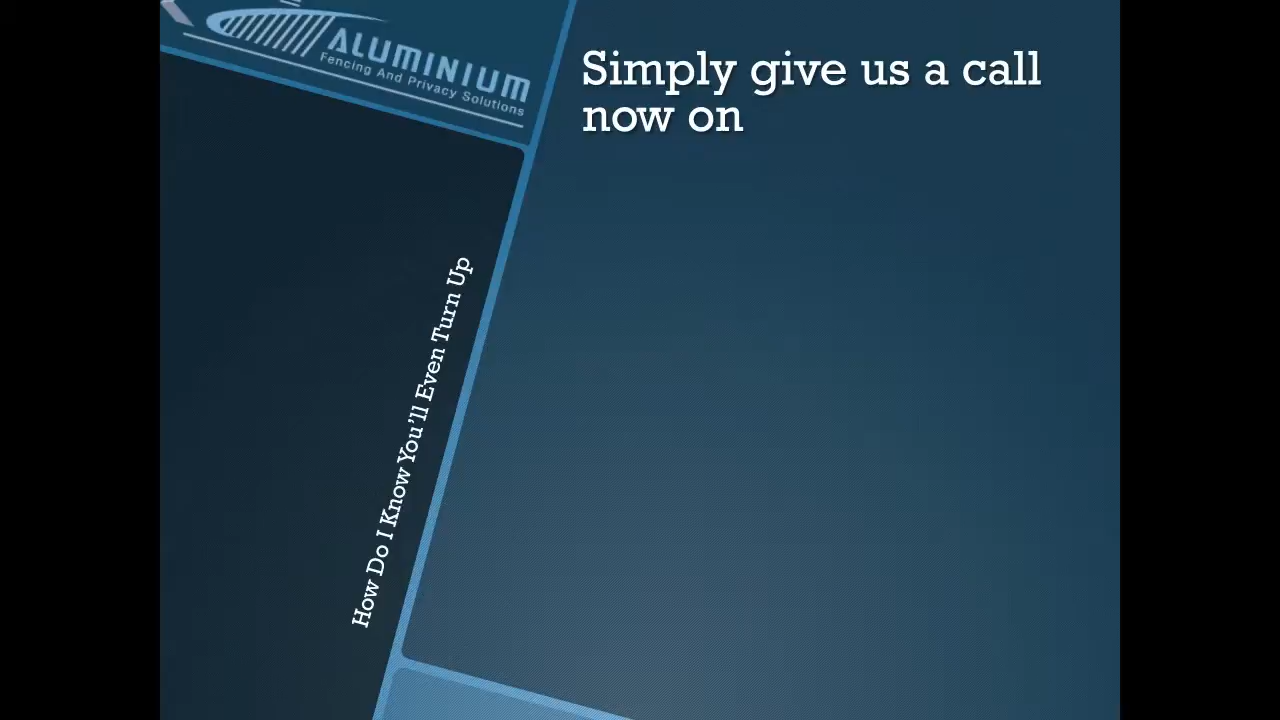 ALUMINIUM
Fencing And Privacy Solutions
Simply give us a call
now on
How Do I Know You'll Even Turn Up